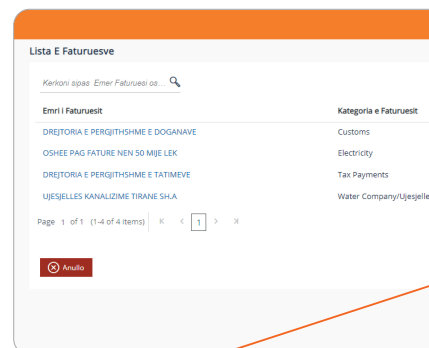 Lista E Faturuesve
Kerkoni sipas Emer Faturuesi os...
Emri i Faturuesit Kategoria e Faturuesit
DREJTORIA E PERGJITHSHME E DOGANAVE Customs
OSHEE PAG FATURE NEN 50 MIJE LEK Electricity
DREJTORIA E PERGJITHSHME E TATIMEVE Tax Payments
UJESJELLES KANALIZIME TIRANE SH.A Water Company/Ujesjelle
Page 1 of 1 (1-4 of 4 items) K < 1 > X
Anullo